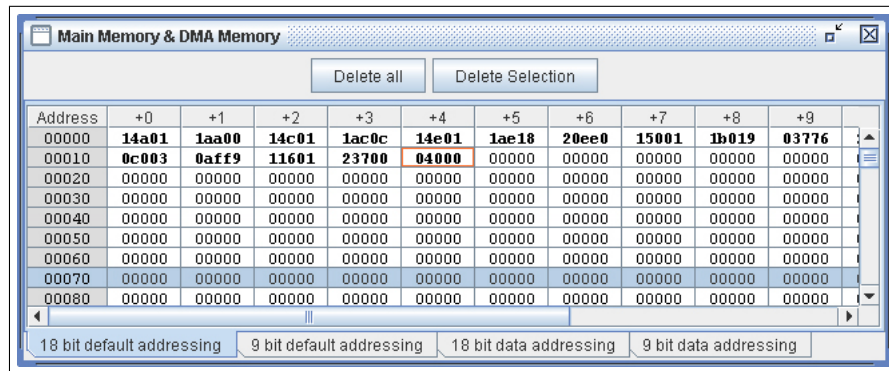 Main Memory & DMA Memory
Delete all Delete Selection
Address +0 +1 +2 +3 +4 +5 +6 +7 +8 +9
00000 14a01 1aa00 14c01 1ac0c 14e01 1ae18 20ee0 15001 1b019 03776
00010 0c003 0aff9 11601 23700 04000 00000 00000 00000 00000 00000
00020 00000 00000 00000 00000 00000 00000 00000 00000 00000 00000
00030 00000 00000 00000 00000 00000 00000 00000 00000 00000 00000
00040 00000 00000 00000 00000 00000 00000 00000 00000 00000 00000
00050 00000 00000 00000 00000 00000 00000 00000 00000 00000 00000
00060 00000 00000 00000 00000 00000 00000 00000 00000 00000 00000
00070 00000 00000 00000 00000 00000 00000 00000 00000 00000 00000
00080 00000 00000 00000 00000 00000 00000 00000 00000 00000 00000
18 bit default addressing 9 bit default addressing 18 bit data addressing 9 bit data addressing